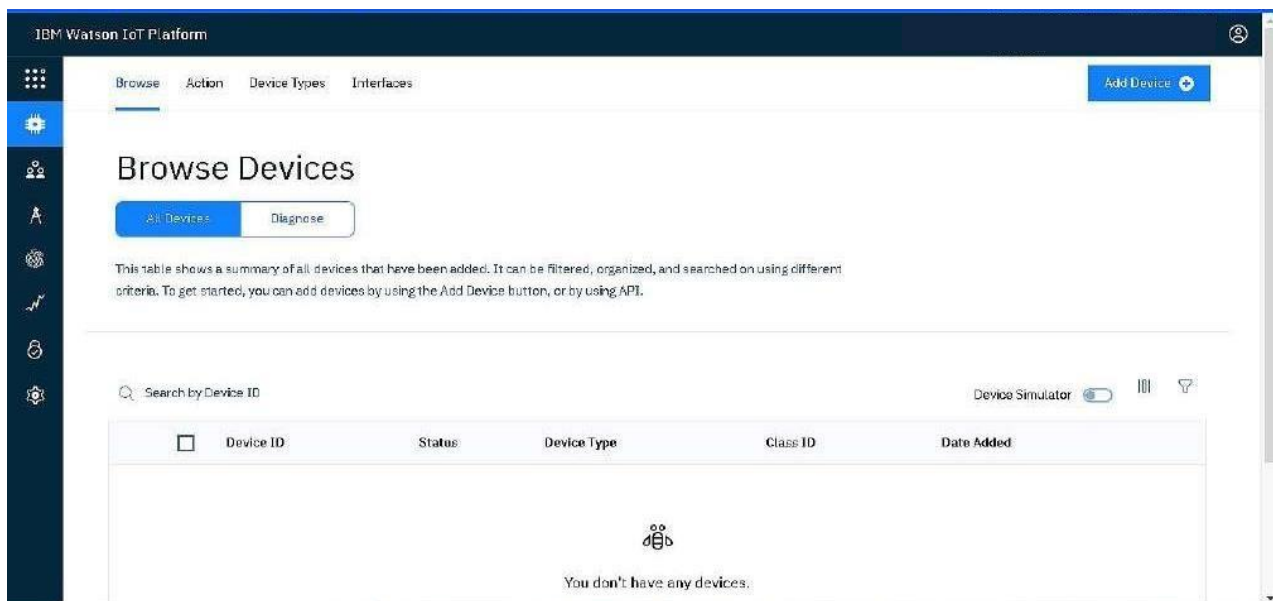 IBM Watson IoT Platform
Browse Action Device Types Interfaces
Add Device
Browse Devices
All Devices Diagnose
This table shows a summary of all devices that have been added. It can be filtered, organized, and searched on using different
criteria. To get started, you can add devices by using the Add Device button, or by using API.
Search by Device ID
Device Simulator
Device ID Status Device Type Class ID Date Added
You don't have any devices.